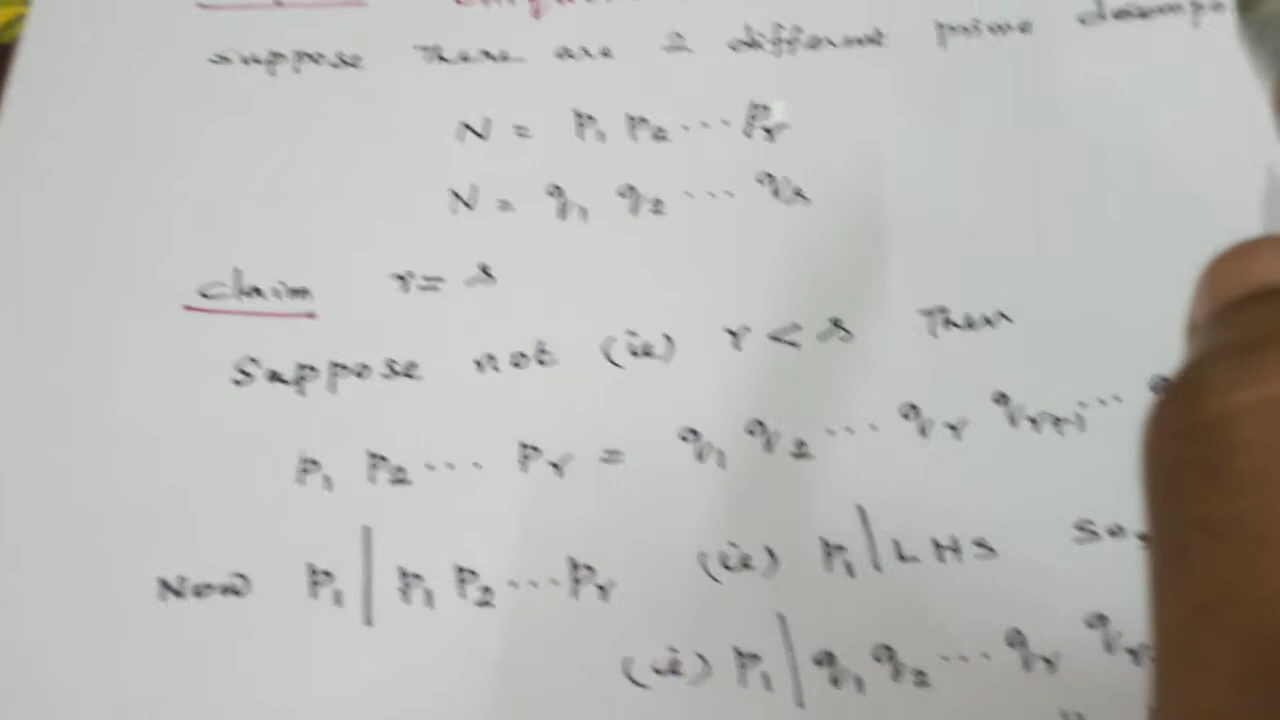 suppose there are 2 different prime
N = p₁ p₂ ... pᵣ
N = q₁ q₂ ... qₛ
Claim r = s
Suppose not (ie) r < s Then
p₁ p₂ ... pᵣ = q₁ q₂ ... qᵣ qᵣ₊₁ ...
Now p₁ | p₁ p₂ ... pᵣ (ie) p₁ | LHS So,
(ie) p₁ | q₁ q₂ ... qᵣ